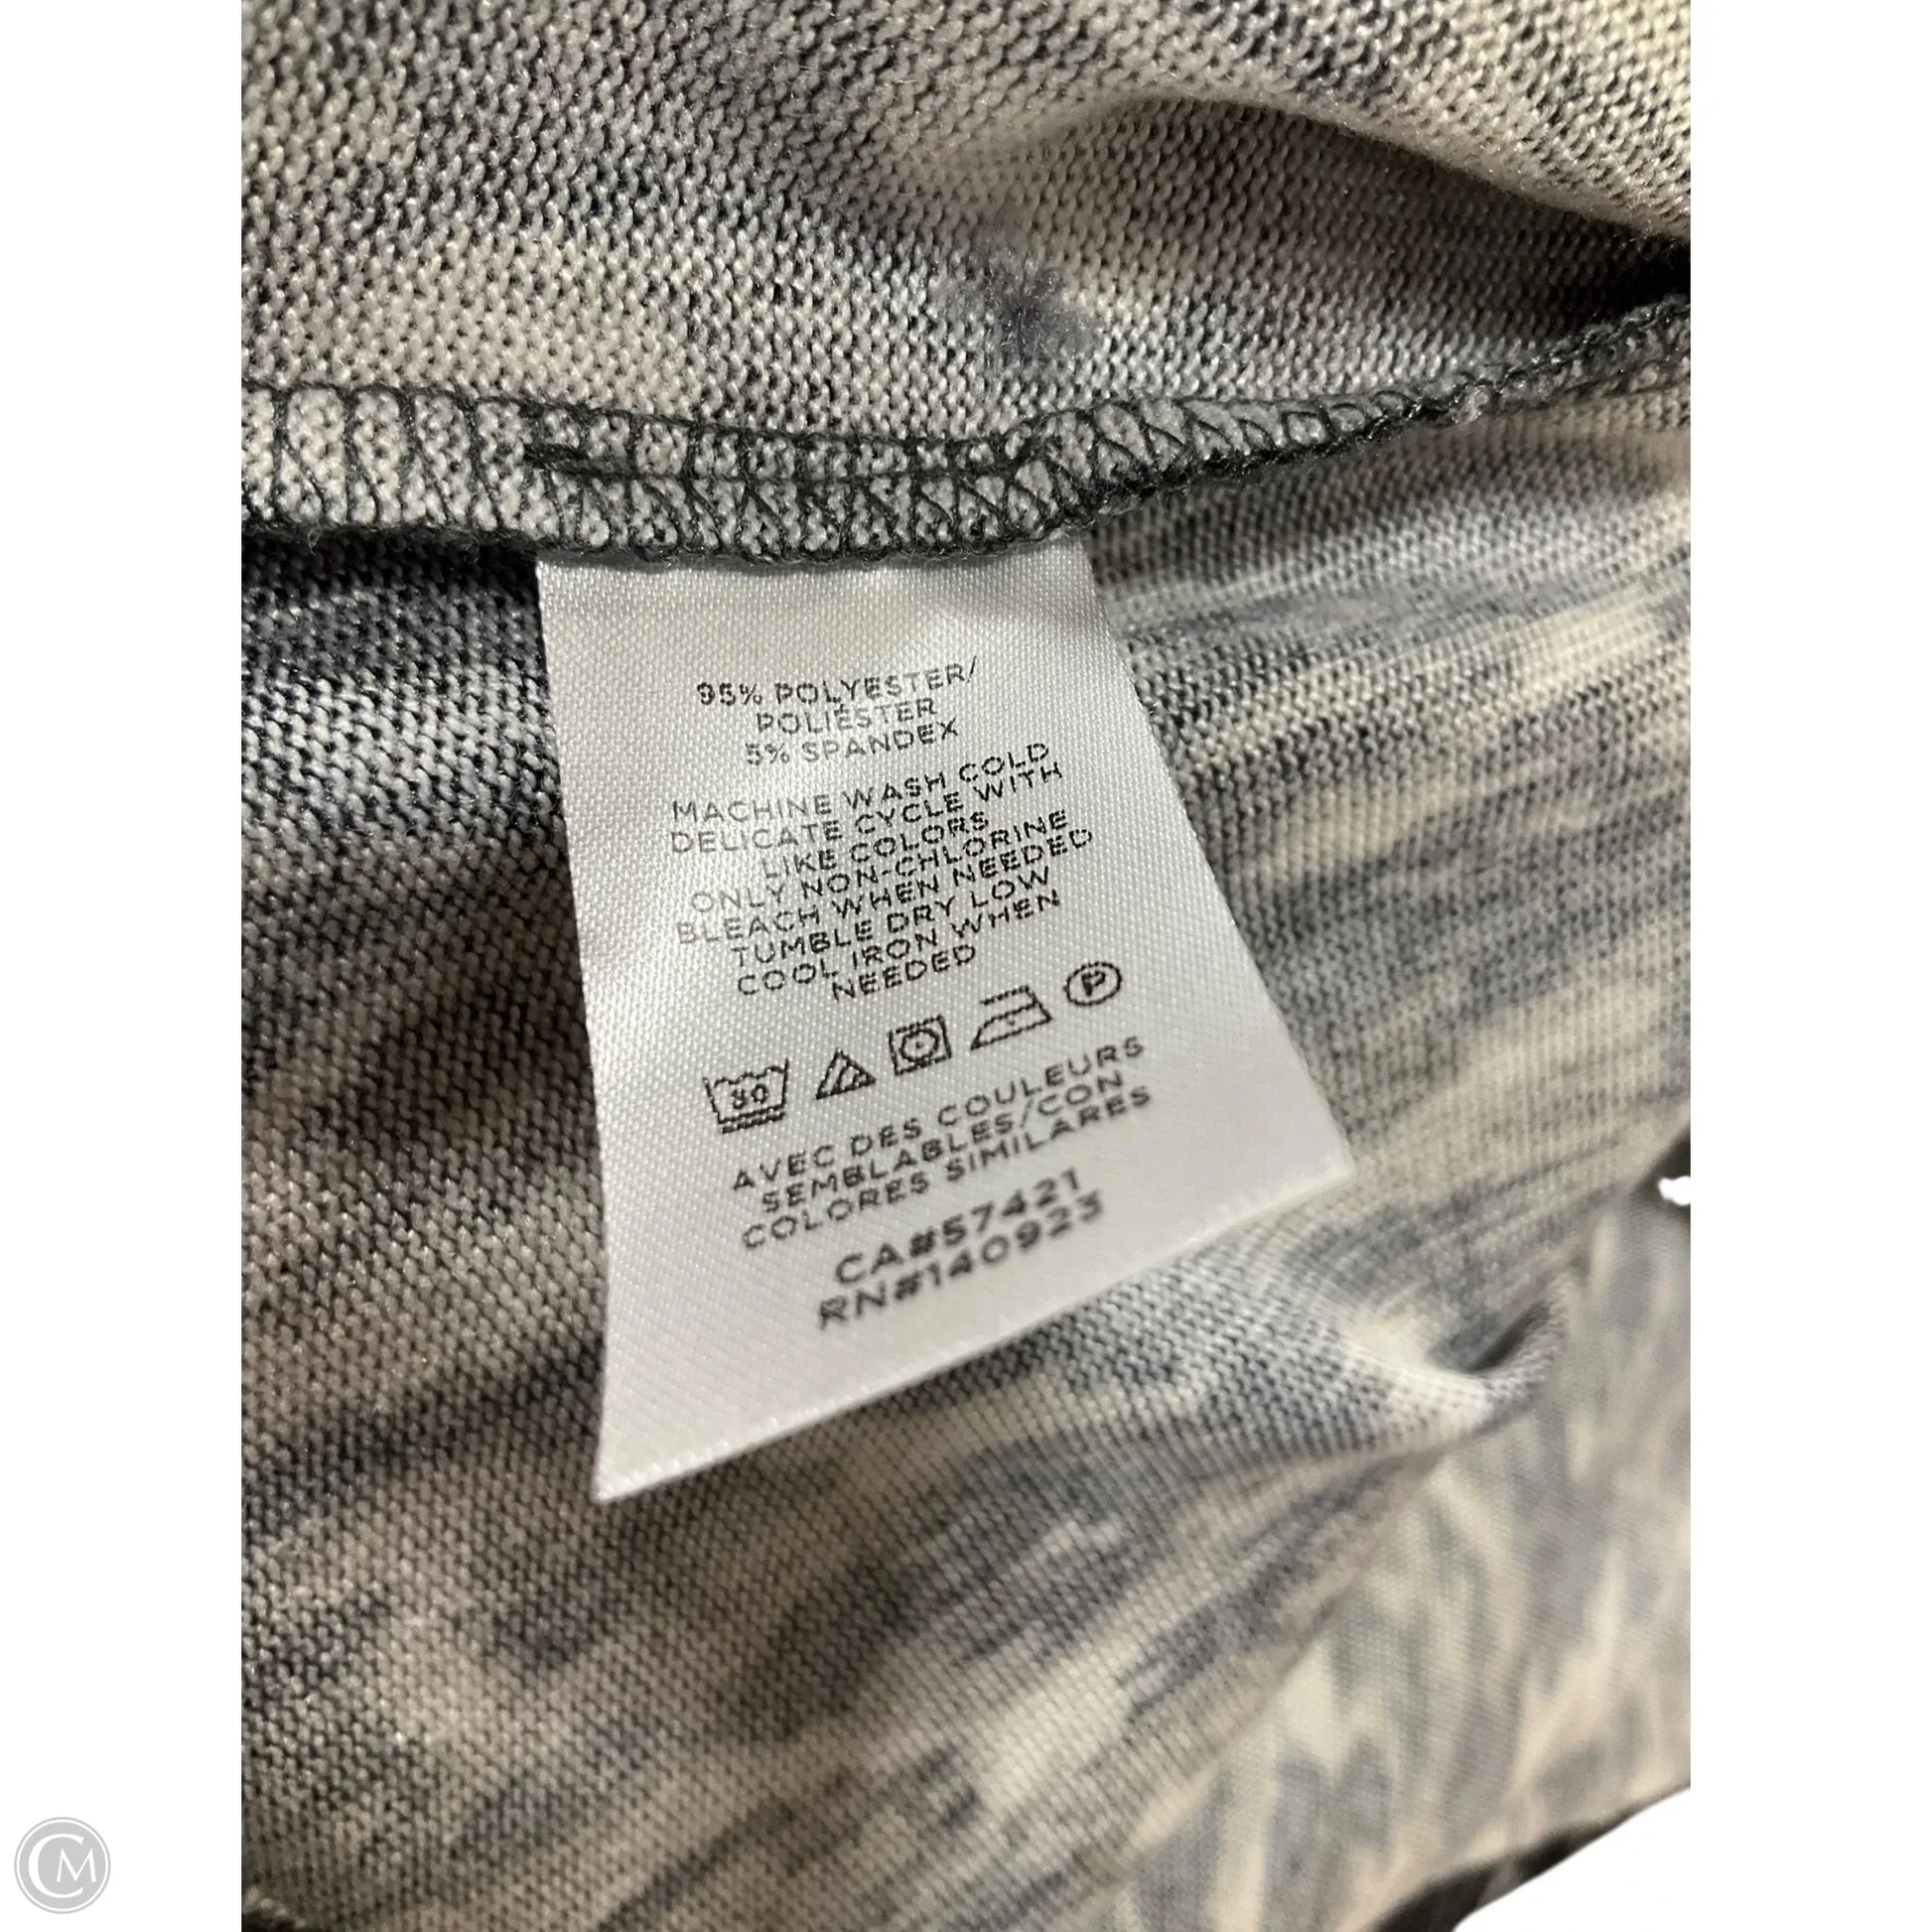 95% POLYESTER/
POLIÉSTER
5% SPANDEX
MACHINE WASH COLD
DELICATE CYCLE WITH
LIKE COLORS
ONLY NON-CHLORINE
BLEACH WHEN NEEDED
TUMBLE DRY LOW
COOL IRON WHEN
NEEDED
30 P
AVEC DES COULEURS
SEMBLABLES/CON
COLORES SIMILARES
CA#57421
RN#140923
CM